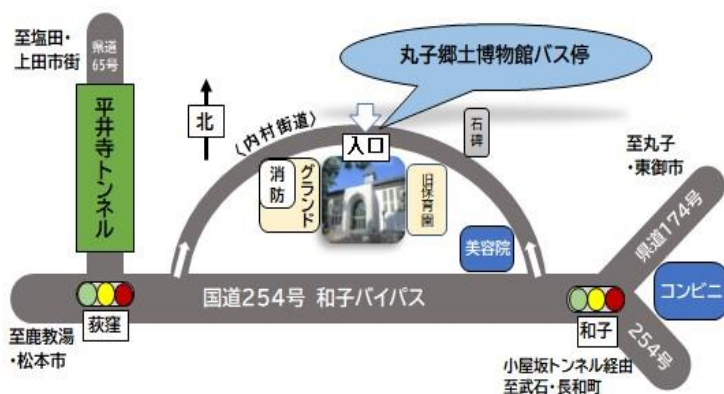 至塩田・
上田市街
県道
65号
平井寺トンネル
北
〈内村街道〉
丸子郷土博物館バス停
入口
石碑
消防
グランド
旧保育園
美容院
至丸子
・東御市
県道174号
コンビニ
254号
国道254号 和子バイパス
荻窪
和子
至鹿教湯
・松本市
小屋坂トンネル経由
至武石・長和町